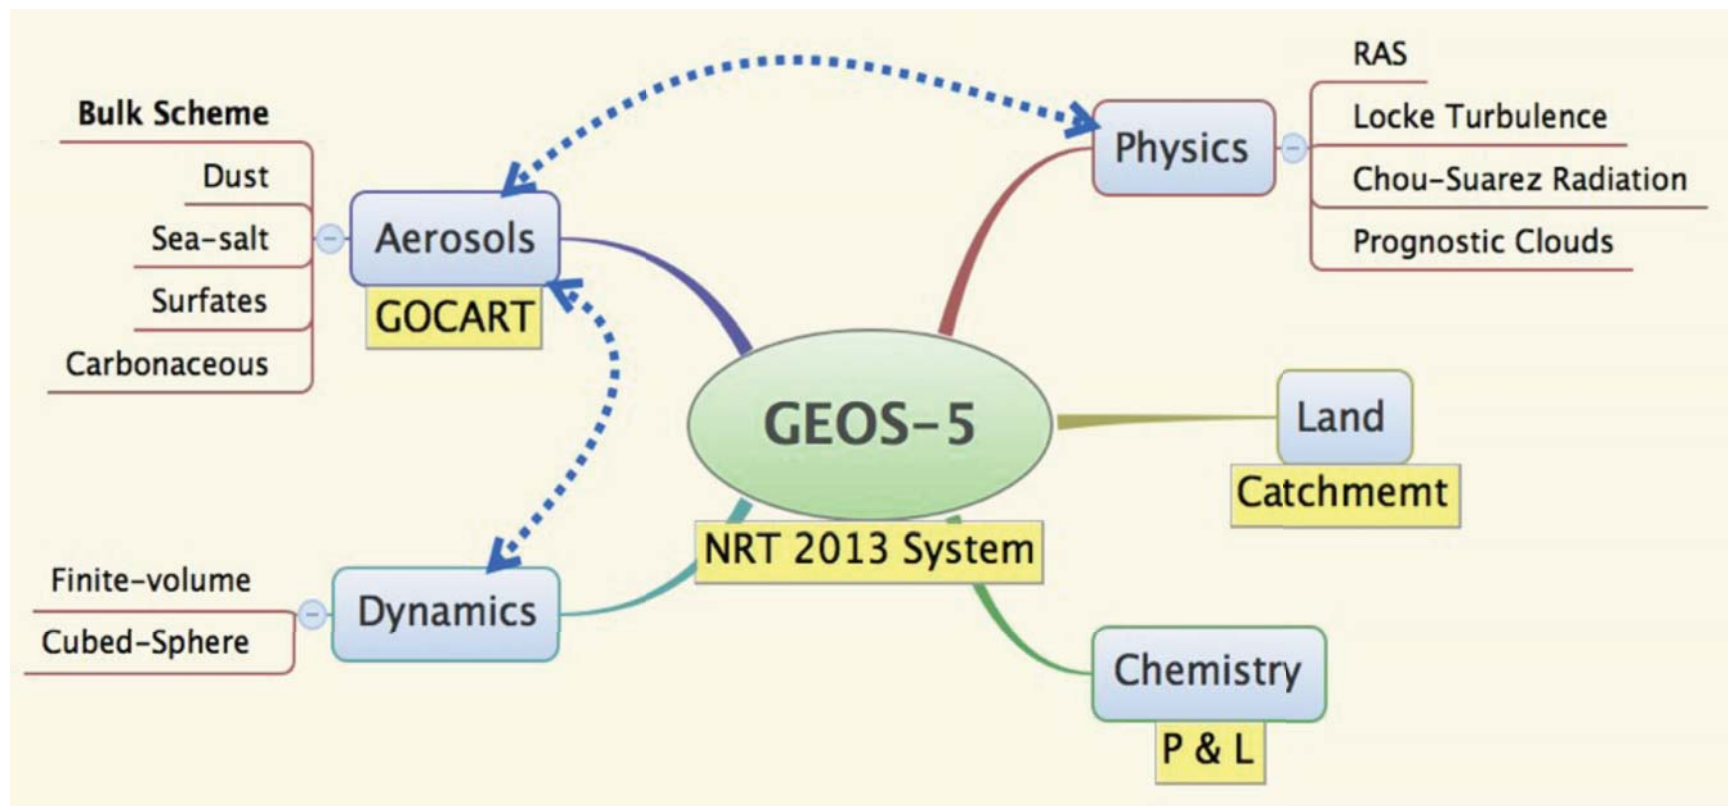 Bulk Scheme
Dust
Sea-salt
Surfates
Carbonaceous
Aerosols
GOCART
Physics
RAS
Locke Turbulence
Chou-Suarez Radiation
Prognostic Clouds
GEOS-5
NRT 2013 System
Land
Catchmemt
Finite-volume
Cubed-Sphere
Dynamics
Chemistry
P & L